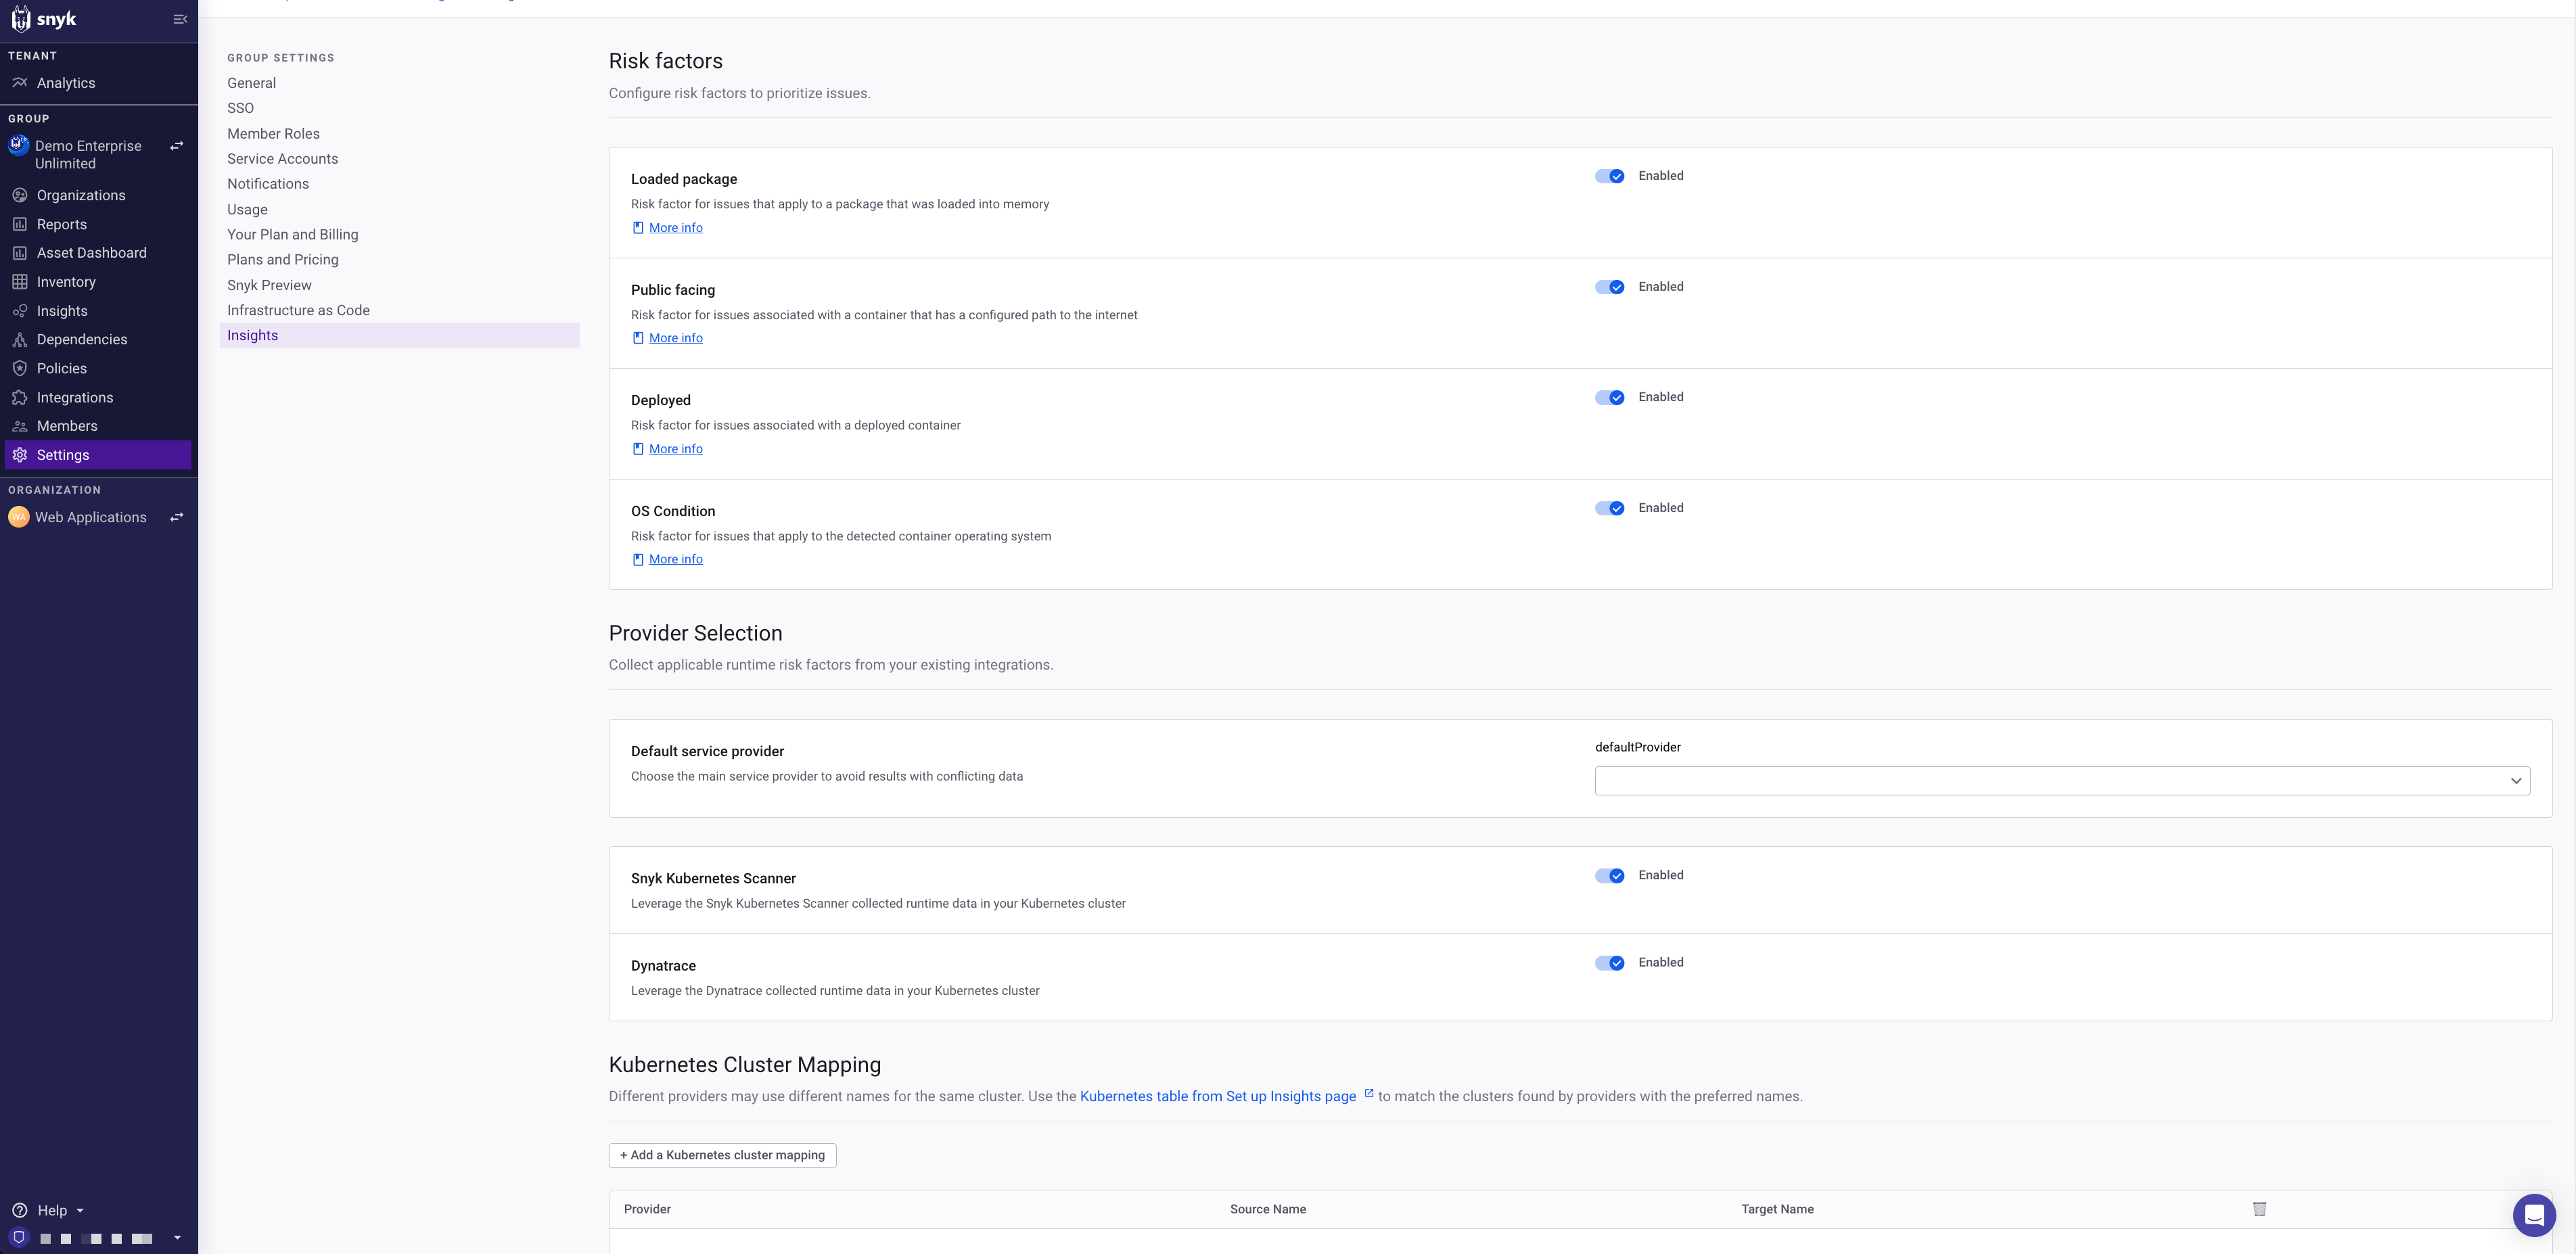 snyk
TENANT
Analytics
GROUP
Demo Enterprise
Unlimited
Organizations
Reports
Asset Dashboard
Inventory
Insights
Dependencies
Policies
Integrations
Members
Settings
ORGANIZATION
WA
Web Applications
Help
GROUP SETTINGS
General
SSO
Member Roles
Service Accounts
Notifications
Usage
Your Plan and Billing
Plans and Pricing
Snyk Preview
Infrastructure as Code
Insights
Risk factors
Configure risk factors to prioritize issues.
Loaded package
Enabled
Risk factor for issues that apply to a package that was loaded into memory
More info
Public facing
Enabled
Risk factor for issues associated with a container that has a configured path to the internet
More info
Deployed
Enabled
Risk factor for issues associated with a deployed container
More info
OS Condition
Enabled
Risk factor for issues that apply to the detected container operating system
More info
Provider Selection
Collect applicable runtime risk factors from your existing integrations.
Default service provider
defaultProvider
Choose the main service provider to avoid results with conflicting data
Snyk Kubernetes Scanner
Enabled
Leverage the Snyk Kubernetes Scanner collected runtime data in your Kubernetes cluster
Dynatrace
Enabled
Leverage the Dynatrace collected runtime data in your Kubernetes cluster
Kubernetes Cluster Mapping
Different providers may use different names for the same cluster. Use the Kubernetes table from Set up Insights page to match the clusters found by providers with the preferred names.
+ Add a Kubernetes cluster mapping
Provider Source Name Target Name